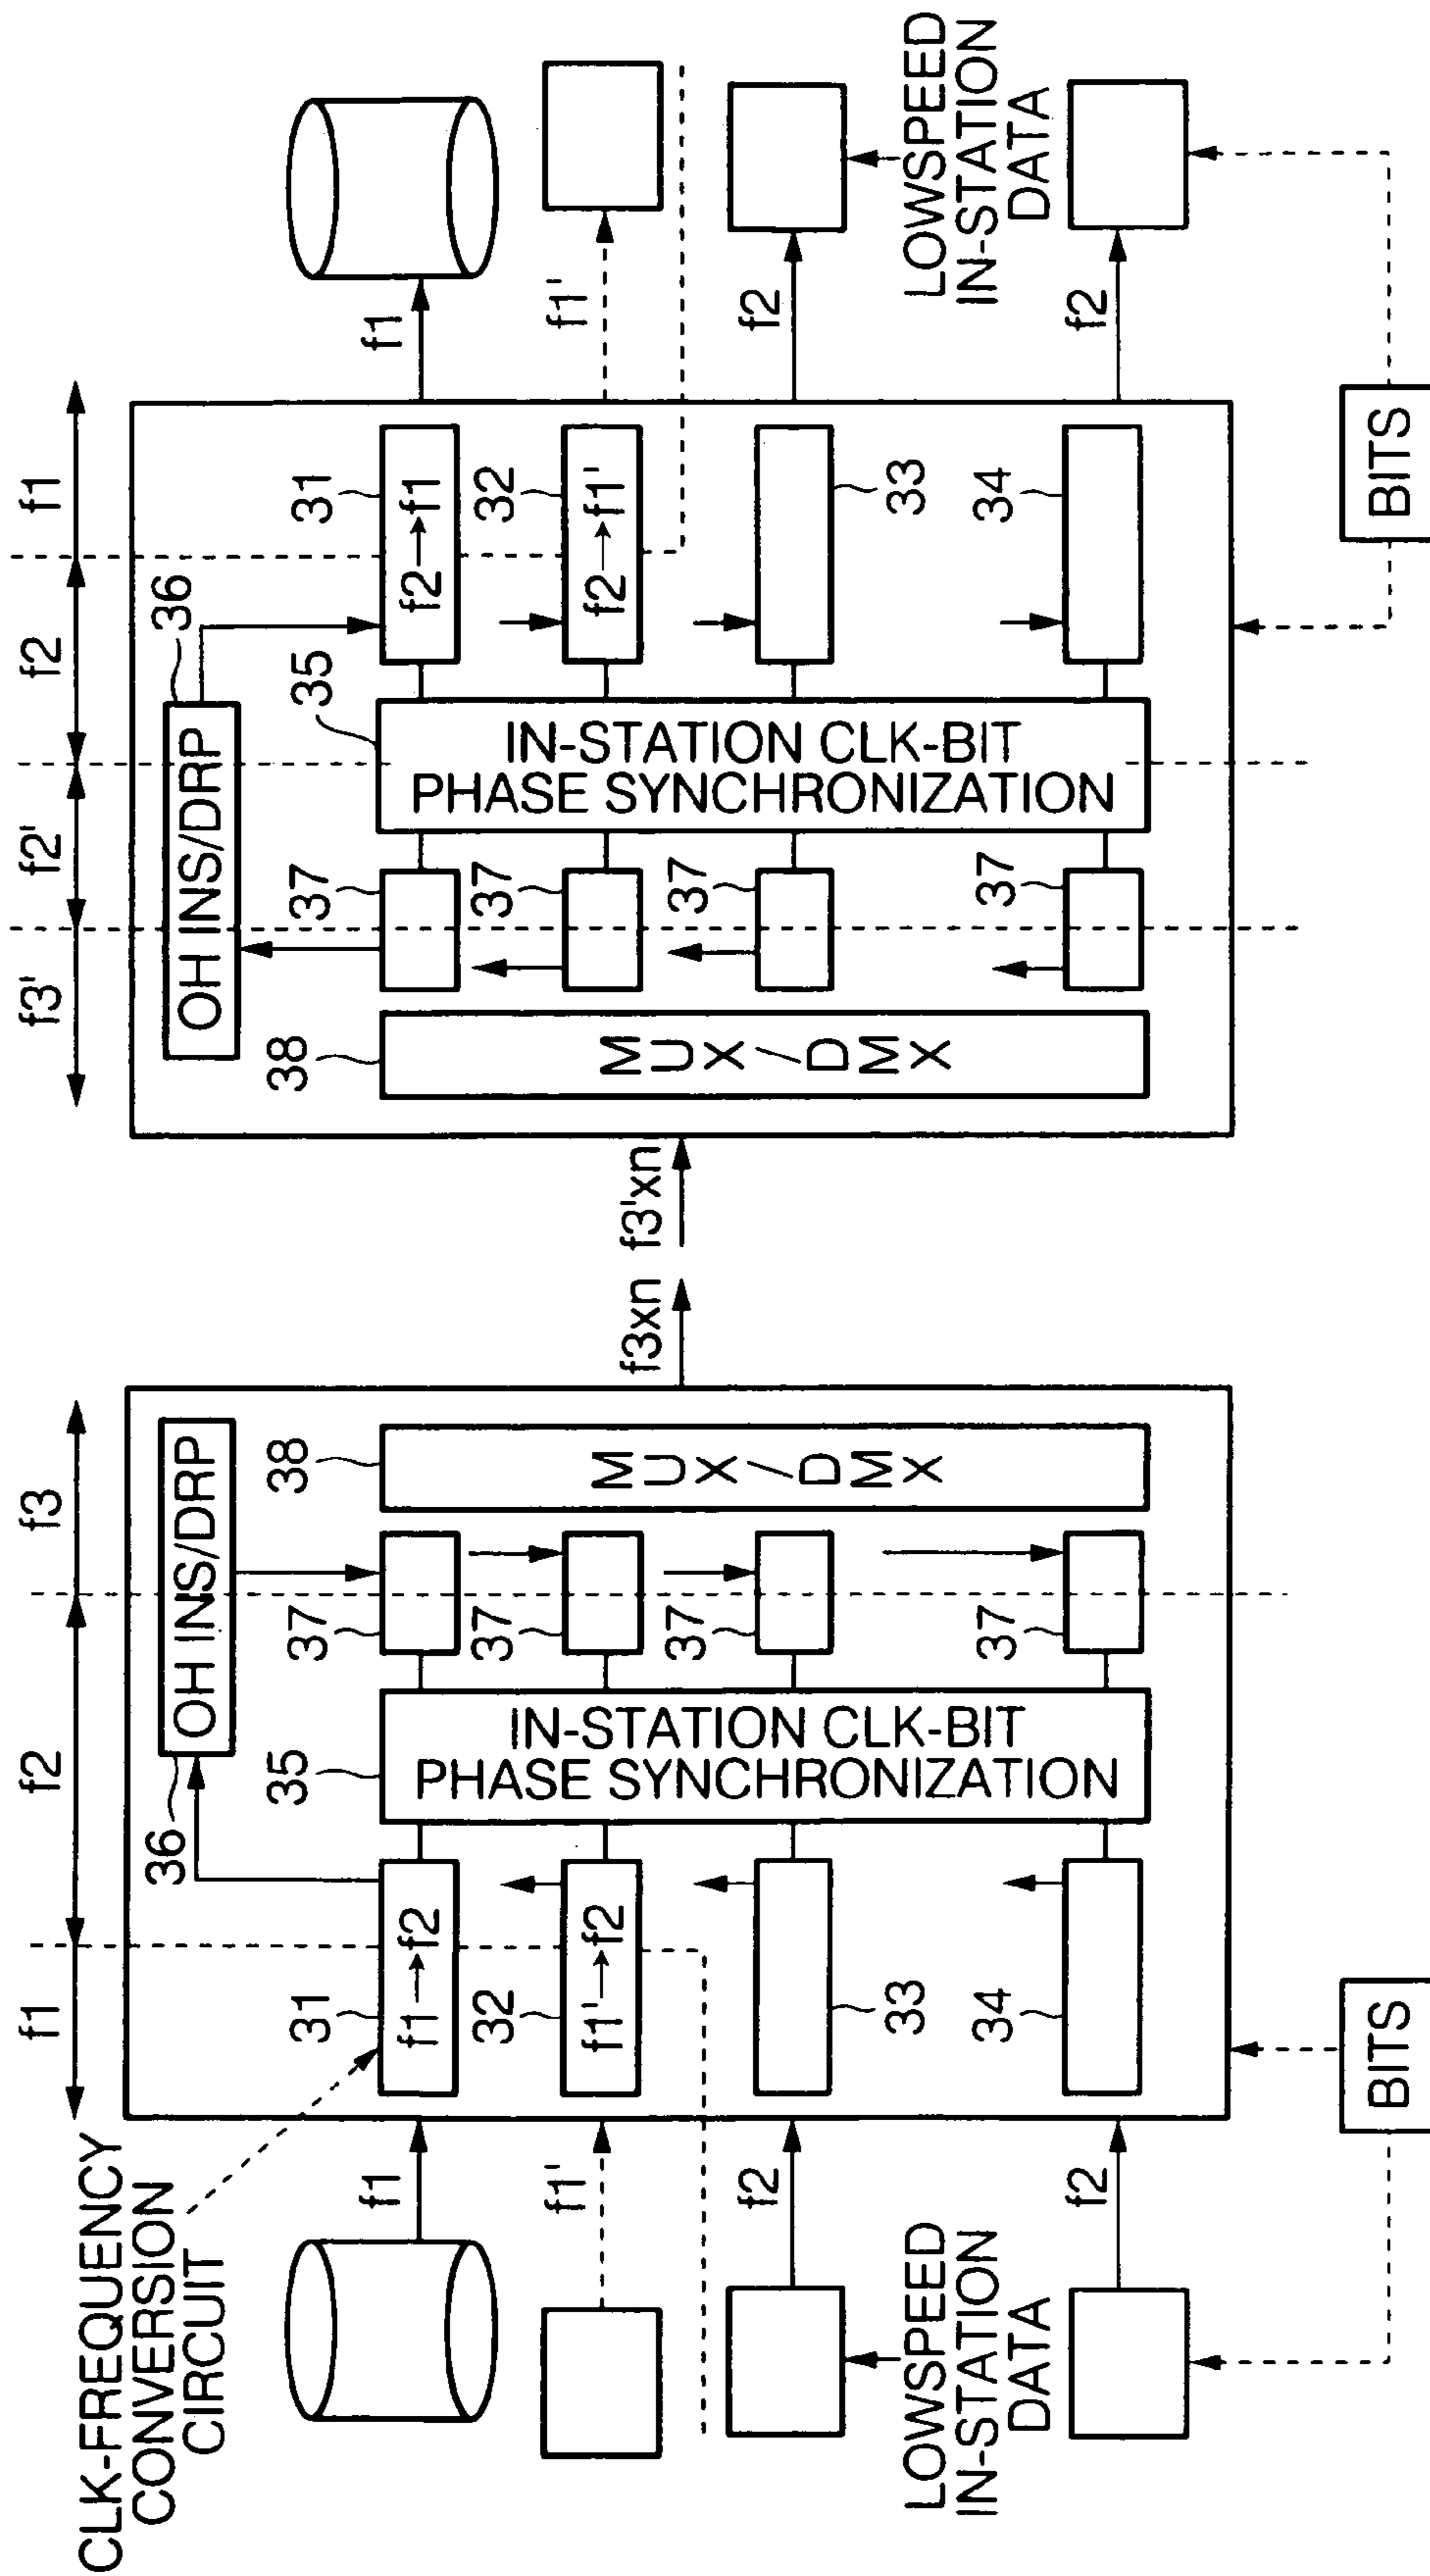 CLK-FREQUENCY
CONVERSION
CIRCUIT
f1
f2
f3
f1
f1'
f2
f2
LOWSPEED
IN-STATION
DATA
BITS
36
OH INS/DRP
31
f1→f2
32
f1'→f2
33
34
35
IN-STATION CLK-BIT
PHASE SYNCHRONIZATION
37
37
37
37
38
MUX/DMX
f3xn
f3'xn
f3'
f2'
f2
f1
OH INS/DRP
36
38
MUX/DMX
37
37
37
37
35
IN-STATION CLK-BIT
PHASE SYNCHRONIZATION
31
f2→f1
32
f2→f1'
33
34
f1
f1'
f2
f2
LOWSPEED
IN-STATION
DATA
BITS